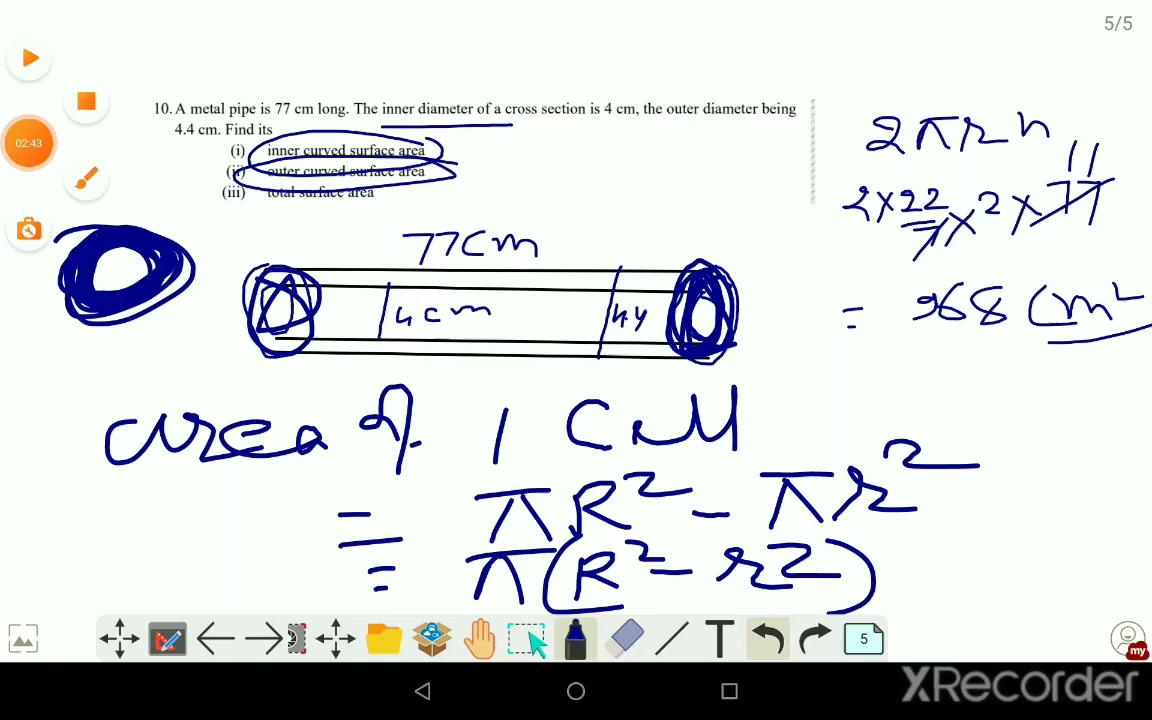 5/5
02:43
10. A metal pipe is 77 cm long. The inner diameter of a cross section is 4 cm, the outer diameter being
4.4 cm. Find its
(i) inner curved surface area
(ii) outer curved surface area
(iii) total surface area
2πrh
11
2 × 22/7 × 2 × 77
= 968 cm²
77cm
4cm
4.4
area of 1 Cell
= πR² - πr²
= π(R² - r²)
T
5
my
XRecorder